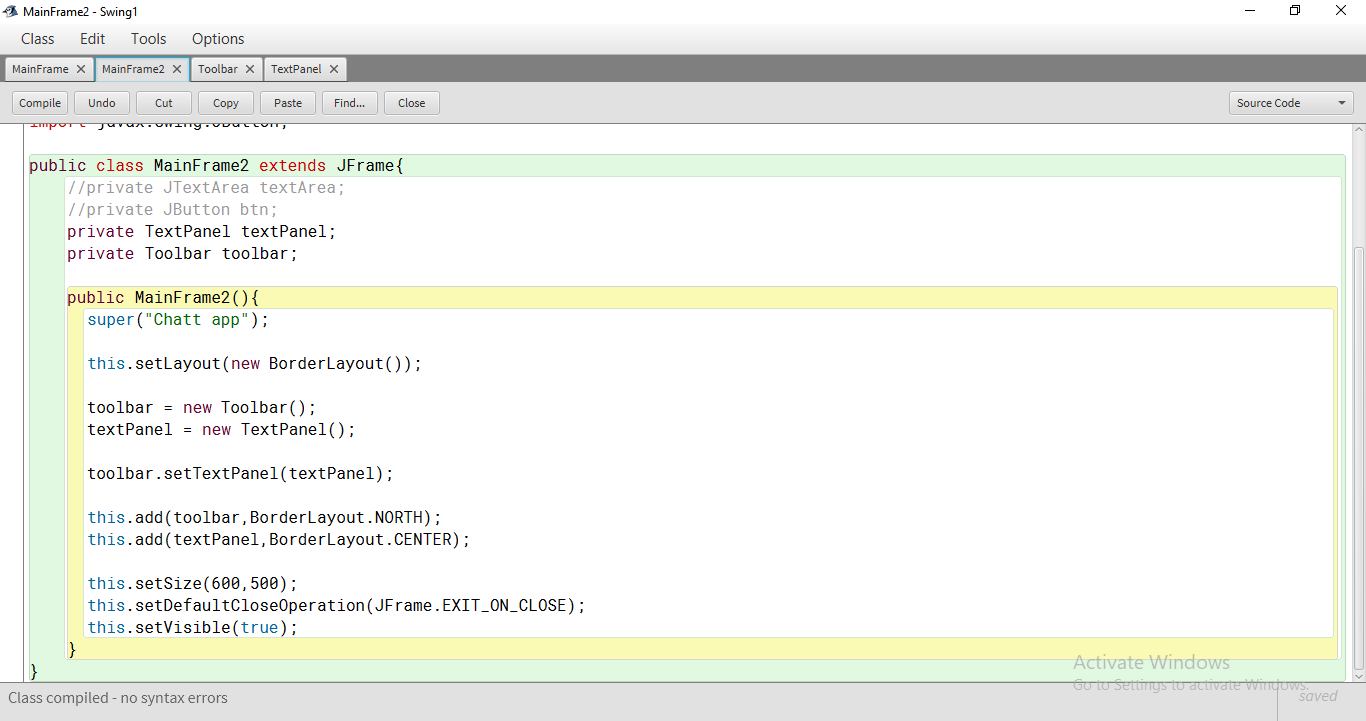 MainFrame2 - Swing1
Class Edit Tools Options
MainFrame MainFrame2 Toolbar TextPanel
Compile Undo Cut Copy Paste Find... Close Source Code
import javax.swing.JButton;
public class MainFrame2 extends JFrame{
//private JTextArea textArea;
//private JButton btn;
private TextPanel textPanel;
private Toolbar toolbar;
public MainFrame2(){
super("Chatt app");
this.setLayout(new BorderLayout());
toolbar = new Toolbar();
textPanel = new TextPanel();
toolbar.setTextPanel(textPanel);
this.add(toolbar,BorderLayout.NORTH);
this.add(textPanel,BorderLayout.CENTER);
this.setSize(600,500);
this.setDefaultCloseOperation(JFrame.EXIT_ON_CLOSE);
this.setVisible(true);
}
}
Activate Windows
Go to Settings to activate Windows.
Class compiled - no syntax errors
saved